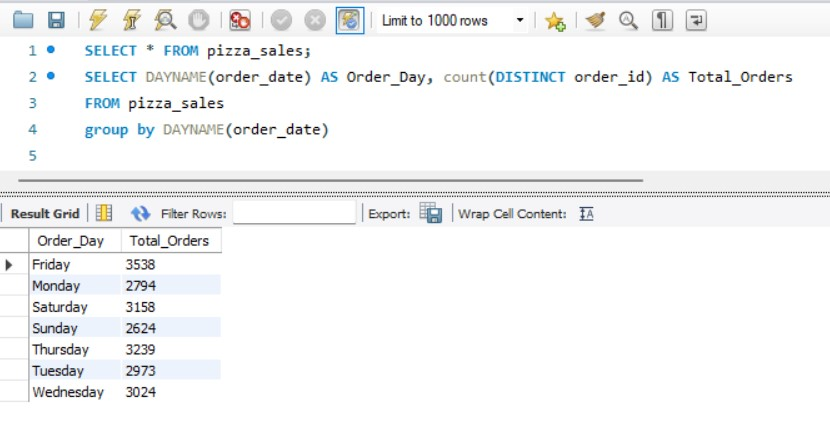 Limit to 1000 rows
1 SELECT * FROM pizza_sales;
2 SELECT DAYNAME(order_date) AS Order_Day, count(DISTINCT order_id) AS Total_Orders
3 FROM pizza_sales
4 group by DAYNAME(order_date)
5
Result Grid Filter Rows: Export: Wrap Cell Content: IA
Order_Day Total_Orders
Friday 3538
Monday 2794
Saturday 3158
Sunday 2624
Thursday 3239
Tuesday 2973
Wednesday 3024